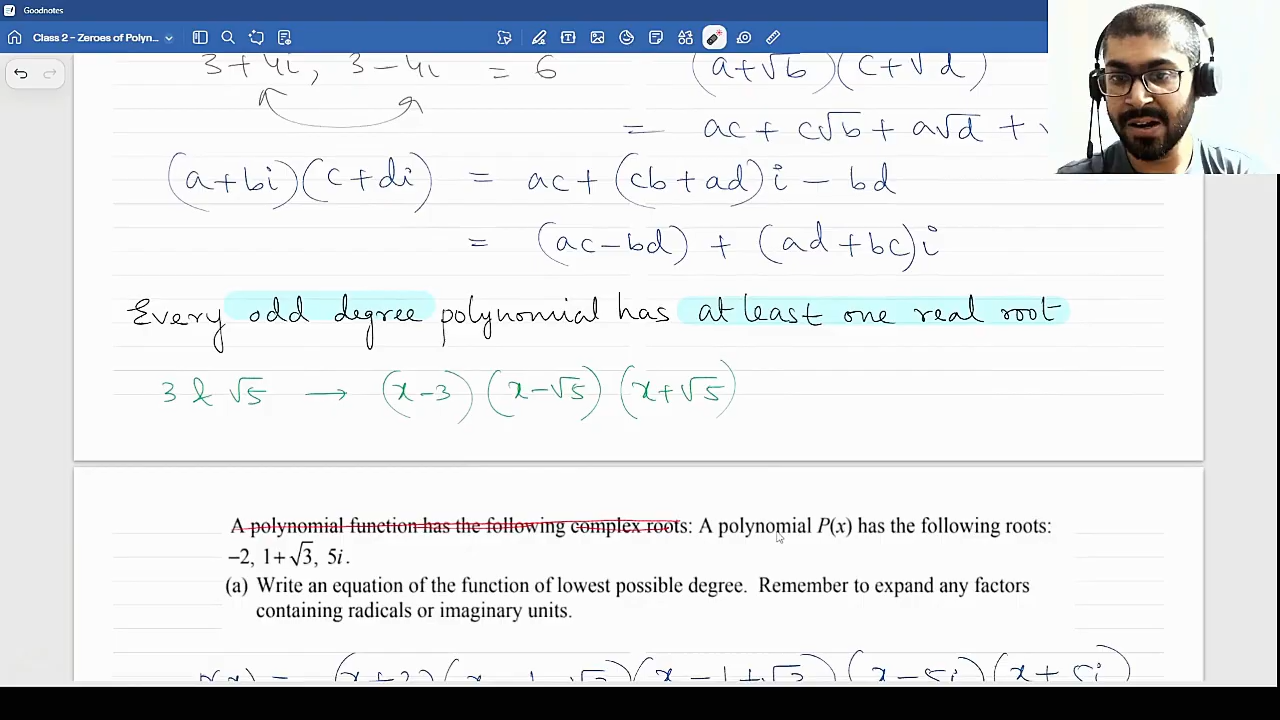 Goodnotes
Class 2 - Zeroes of Polyn...
3+4i, 3-4i = 6
(a+√b)(c+√d)
= ac + c√b + a√d +
(a+bi)(c+di) = ac + (cb+ad)i - bd
= (ac-bd) + (ad+bc)i
Every odd degree polynomial has at least one real root
3 & √5 → (x-3)(x-√5)(x+√5)
A polynomial function has the following complex roots: A polynomial P(x) has the following roots:
−2, 1+√3, 5i.
(a) Write an equation of the function of lowest possible degree. Remember to expand any factors
containing radicals or imaginary units.
(x-5i)(x+5i)